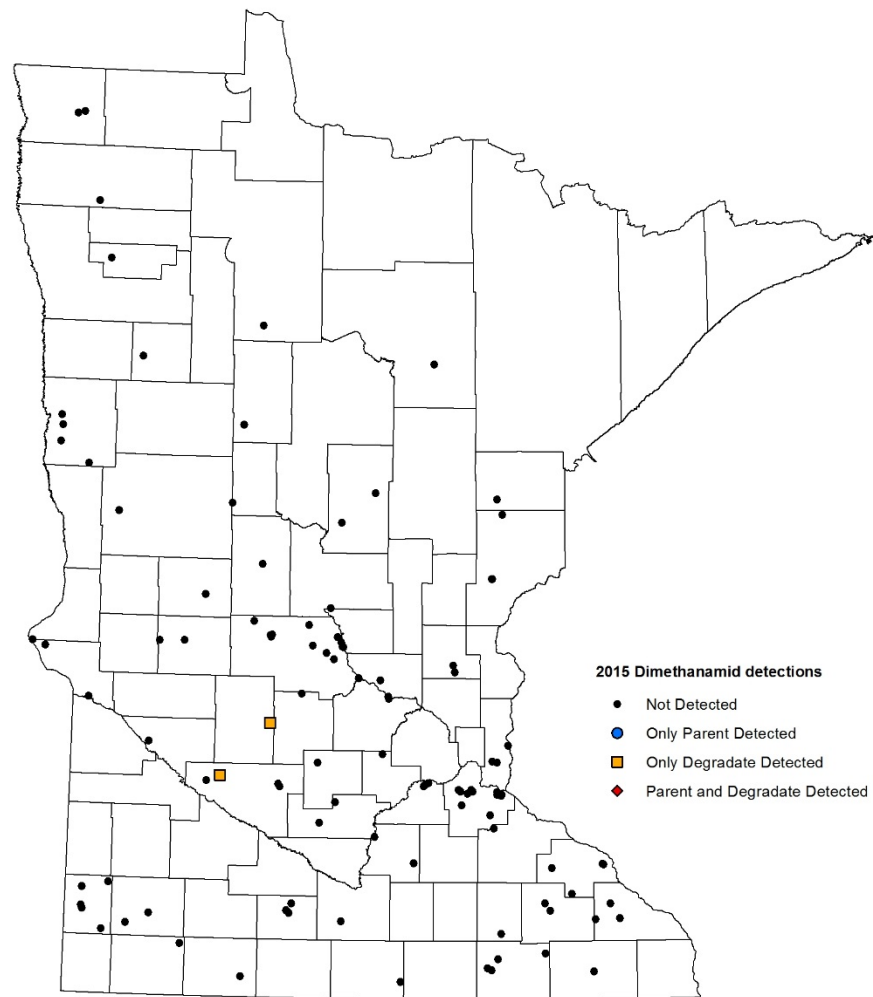 2015 Dimethanamid detections
Not Detected
Only Parent Detected
Only Degradate Detected
Parent and Degradate Detected